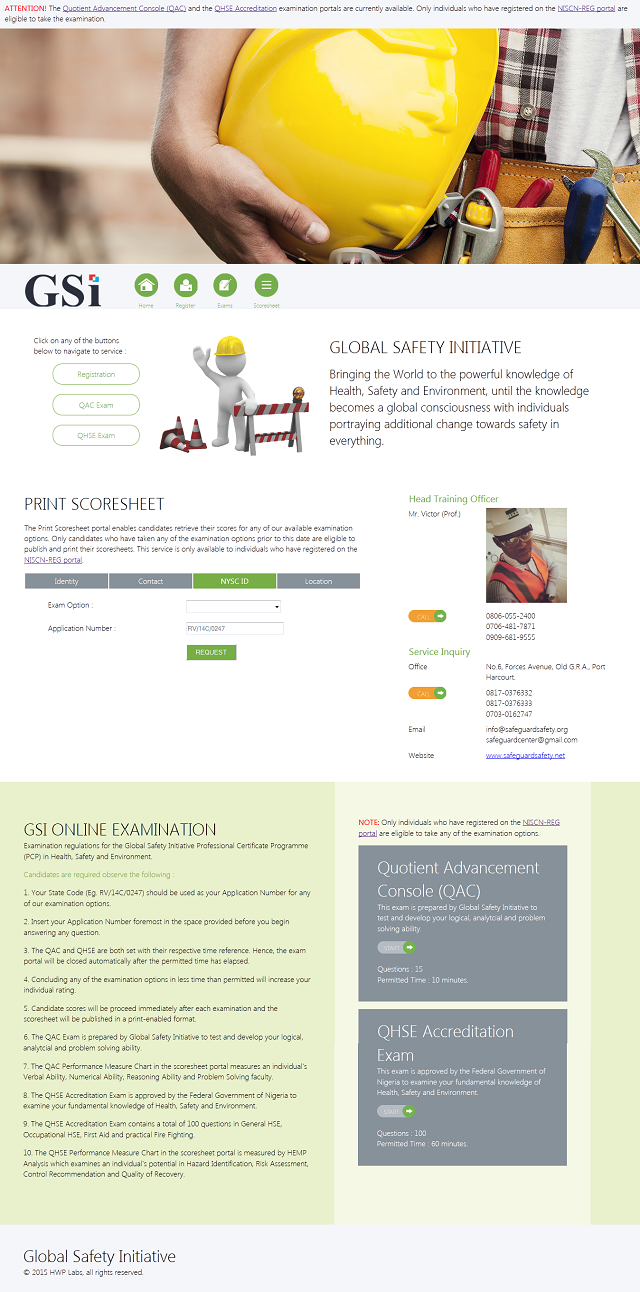 ATTENTION! The Quotient Advancement Console (QAC) and the QHSE Accreditation examination portals are currently available. Only individuals who have registered on the NISCN-REG portal are
eligible to take the examination.
GSi
Home
Register
Exams
Scoresheet
Click on any of the buttons
below to navigate to service :
Registration
QAC Exam
QHSE Exam
GLOBAL SAFETY INITIATIVE
Bringing the World to the powerful knowledge of
Health, Safety and Environment, until the knowledge
becomes a global consciousness with individuals
portraying additional change towards safety in
everything.
PRINT SCORESHEET
The Print Scoresheet portal enables candidates retrieve their scores for any of our available examination
options. Only candidates who have taken any of the examination options prior to this date are eligible to
publish and print their scoresheets. This service is only available to individuals who have registered on the
NISCN-REG portal.
Identity
Contact
NYSC ID
Location
Exam Option :
Application Number :
RV/14C/0247
REQUEST
Head Training Officer
Mr. Victor (Prof.)
CALL
0806-055-2400
0706-481-7871
0909-681-9555
Service Inquiry
Office
No.6, Forces Avenue, Old G.R.A., Port
Harcourt.
CALL
0817-0376332
0817-0376333
0703-0162747
Email
info@safeguardsafety.org
safeguardcenter@gmail.com
Website
www.safeguardsafety.net
GSI ONLINE EXAMINATION
Examination regulations for the Global Safety Initiative Professional Certificate Programme
(PCP) in Health, Safety and Environment.
Candidates are required observe the following :
1. Your State Code (Eg. RV/14C/0247) should be used as your Application Number for any
of our examination options.
2. Insert your Application Number foremost in the space provided before you begin
answering any question.
3. The QAC and QHSE are both set with their respective time reference. Hence, the exam
portal will be closed automatically after the permitted time has elapsed.
4. Concluding any of the examination options in less time than permitted will increase your
individual rating.
5. Candidate scores will be proceed immediately after each examination and the
scoresheet will be published in a print-enabled format.
6. The QAC Exam is prepared by Global Safety Initiative to test and develop your logical,
analytcial and problem solving ability.
7. The QAC Performance Measure Chart in the scoresheet portal measures an individual's
Verbal Ability, Numerical Ability, Reasoning Ability and Problem Solving faculty.
8. The QHSE Accreditation Exam is approved by the Federal Government of Nigeria to
examine your fundamental knowledge of Health, Safety and Environment.
9. The QHSE Accreditation Exam contains a total of 100 questions in General HSE,
Occupational HSE, First Aid and practical Fire Fighting.
10. The QHSE Performance Measure Chart in the scoresheet portal is measured by HEMP
Analysis which examines an individual's potential in Hazard Identification, Risk Assessment,
Control Recommendation and Quality of Recovery.
NOTE: Only individuals who have registered on the NISCN-REG
portal are eligible to take any of the examination options.
Quotient Advancement
Console (QAC)
This exam is prepared by Global Safety Initiative to
test and develop your logical, analytcial and problem
solving ability.
START
Questions : 15
Permitted Time : 10 minutes.
QHSE Accreditation
Exam
This exam is approved by the Federal Government of
Nigeria to examine your fundamental knowledge of
Health, Safety and Environment.
START
Questions : 100
Permitted Time : 60 minutes.
Global Safety Initiative
© 2015 HWP Labs, all rights reserved.